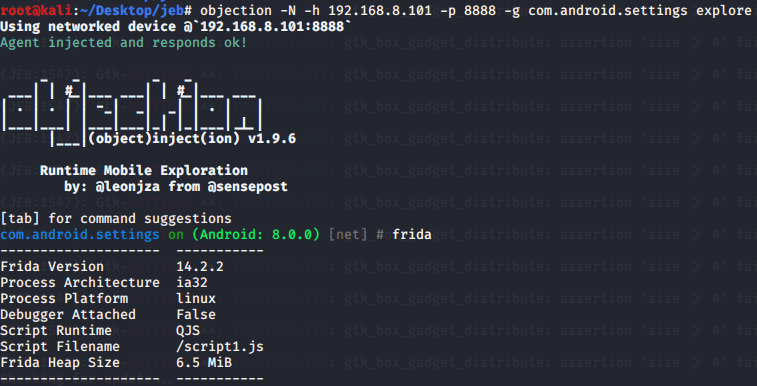 root@kali:~/Desktop/jeb# objection -N -h 192.168.8.101 -p 8888 -g com.android.settings explore
Using networked device @`192.168.8.101:8888`
Agent injected and responds ok!
|___|(object)inject(ion) v1.9.6
Runtime Mobile Exploration
by: @leonjza from @sensepost
[tab] for command suggestions
com.android.settings on (Android: 8.0.0) [net] # frida
-------------------- -----------
Frida Version 14.2.2
Process Architecture ia32
Process Platform linux
Debugger Attached False
Script Runtime QJS
Script Filename /script1.js
Frida Heap Size 6.5 MiB
-------------------- -----------